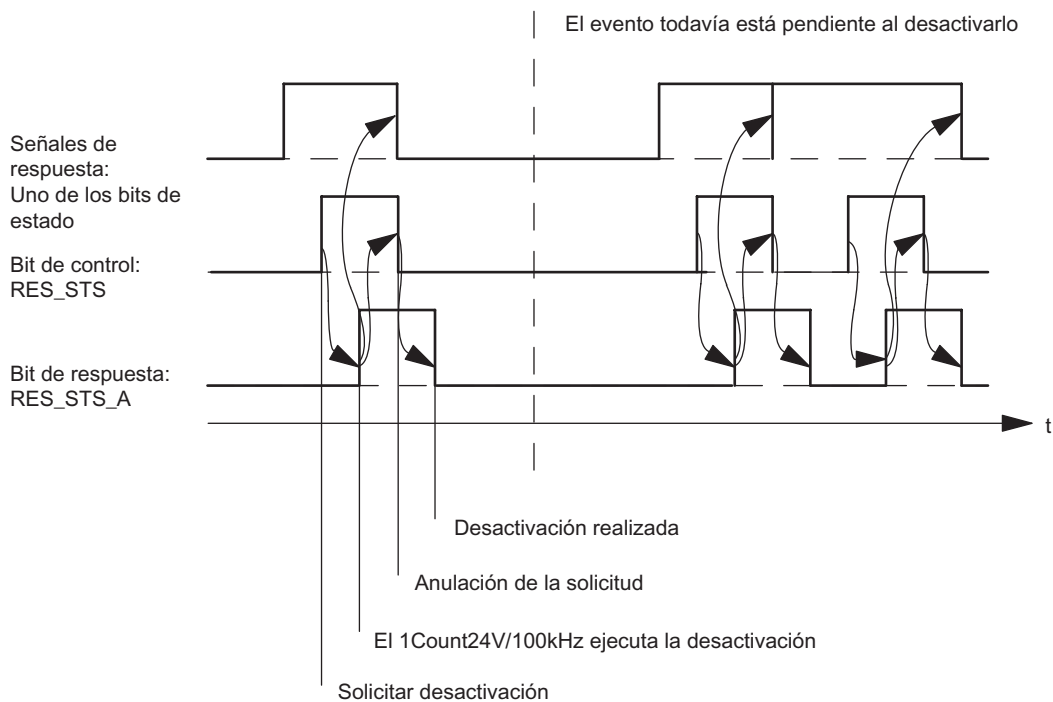 El evento todavía está pendiente al desactivarlo
Señales de
respuesta:
Uno de los bits de
estado
Bit de control:
RES_STS
Bit de respuesta:
RES_STS_A
t
Desactivación realizada
Anulación de la solicitud
El 1Count24V/100kHz ejecuta la desactivación
Solicitar desactivación